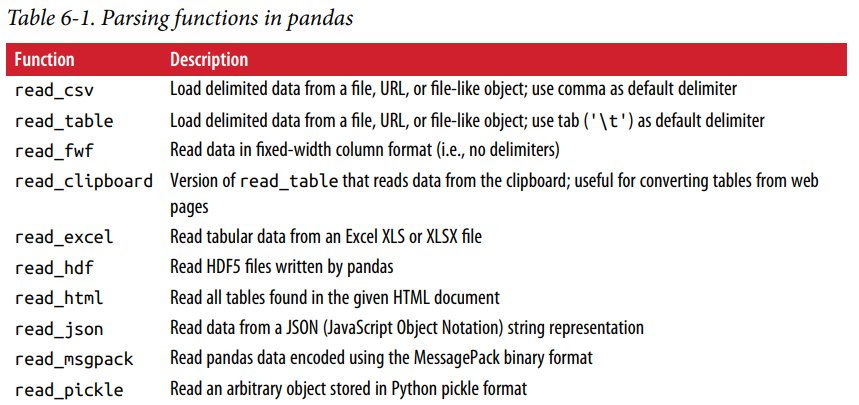 Table 6-1. Parsing functions in pandas
Function Description
read_csv Load delimited data from a file, URL, or file-like object; use comma as default delimiter
read_table Load delimited data from a file, URL, or file-like object; use tab ('\t') as default delimiter
read_fwf Read data in fixed-width column format (i.e., no delimiters)
read_clipboard Version of read_table that reads data from the clipboard; useful for converting tables from web
pages
read_excel Read tabular data from an Excel XLS or XLSX file
read_hdf Read HDF5 files written by pandas
read_html Read all tables found in the given HTML document
read_json Read data from a JSON (JavaScript Object Notation) string representation
read_msgpack Read pandas data encoded using the MessagePack binary format
read_pickle Read an arbitrary object stored in Python pickle format